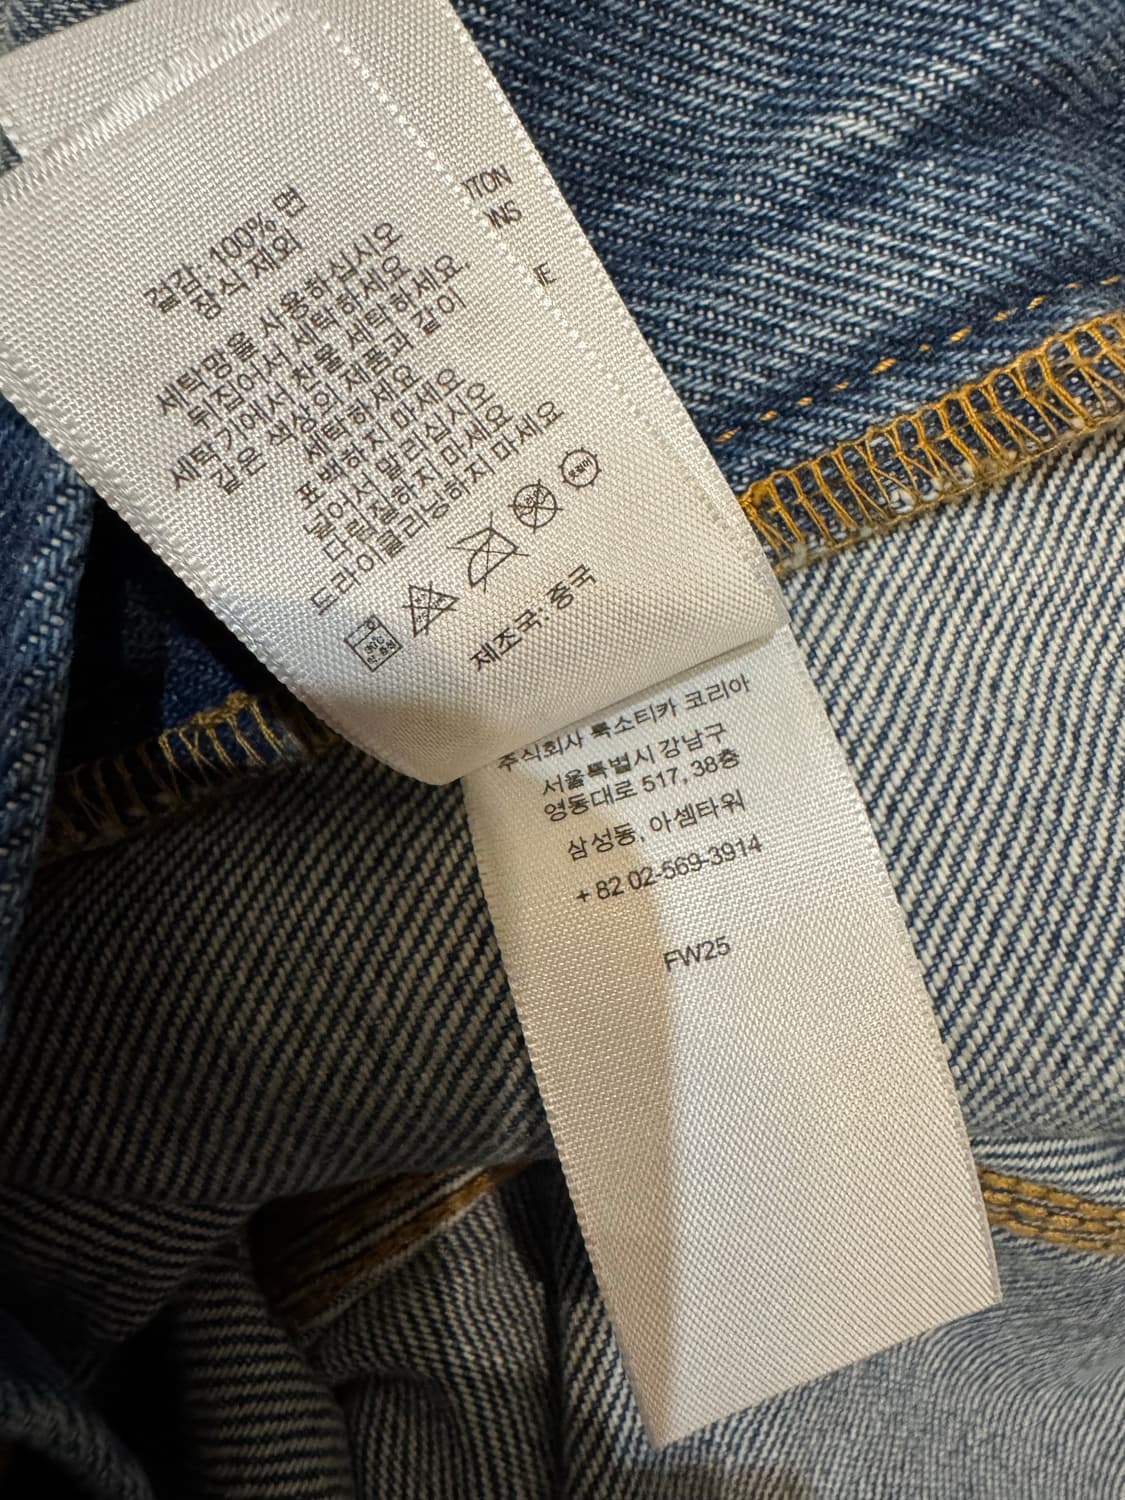 겉감: 100% 면
장식 제외
세탁망을 사용하십시오
뒤집어서 세탁하세요
세탁기에서 찬물 세탁하세요,
같은 색상의 제품과 같이
세탁하세요
표백하지 마세요
널어서 말리십시오
다림질하지 마세요
드라이클리닝하지 마세요
제조국: 중국
TION
NS
IE
주식회사 록소티카 코리아
서울특별시 강남구
영동대로 517, 38층
삼성동, 아셈타워
+ 82 02-569-3914
FW25